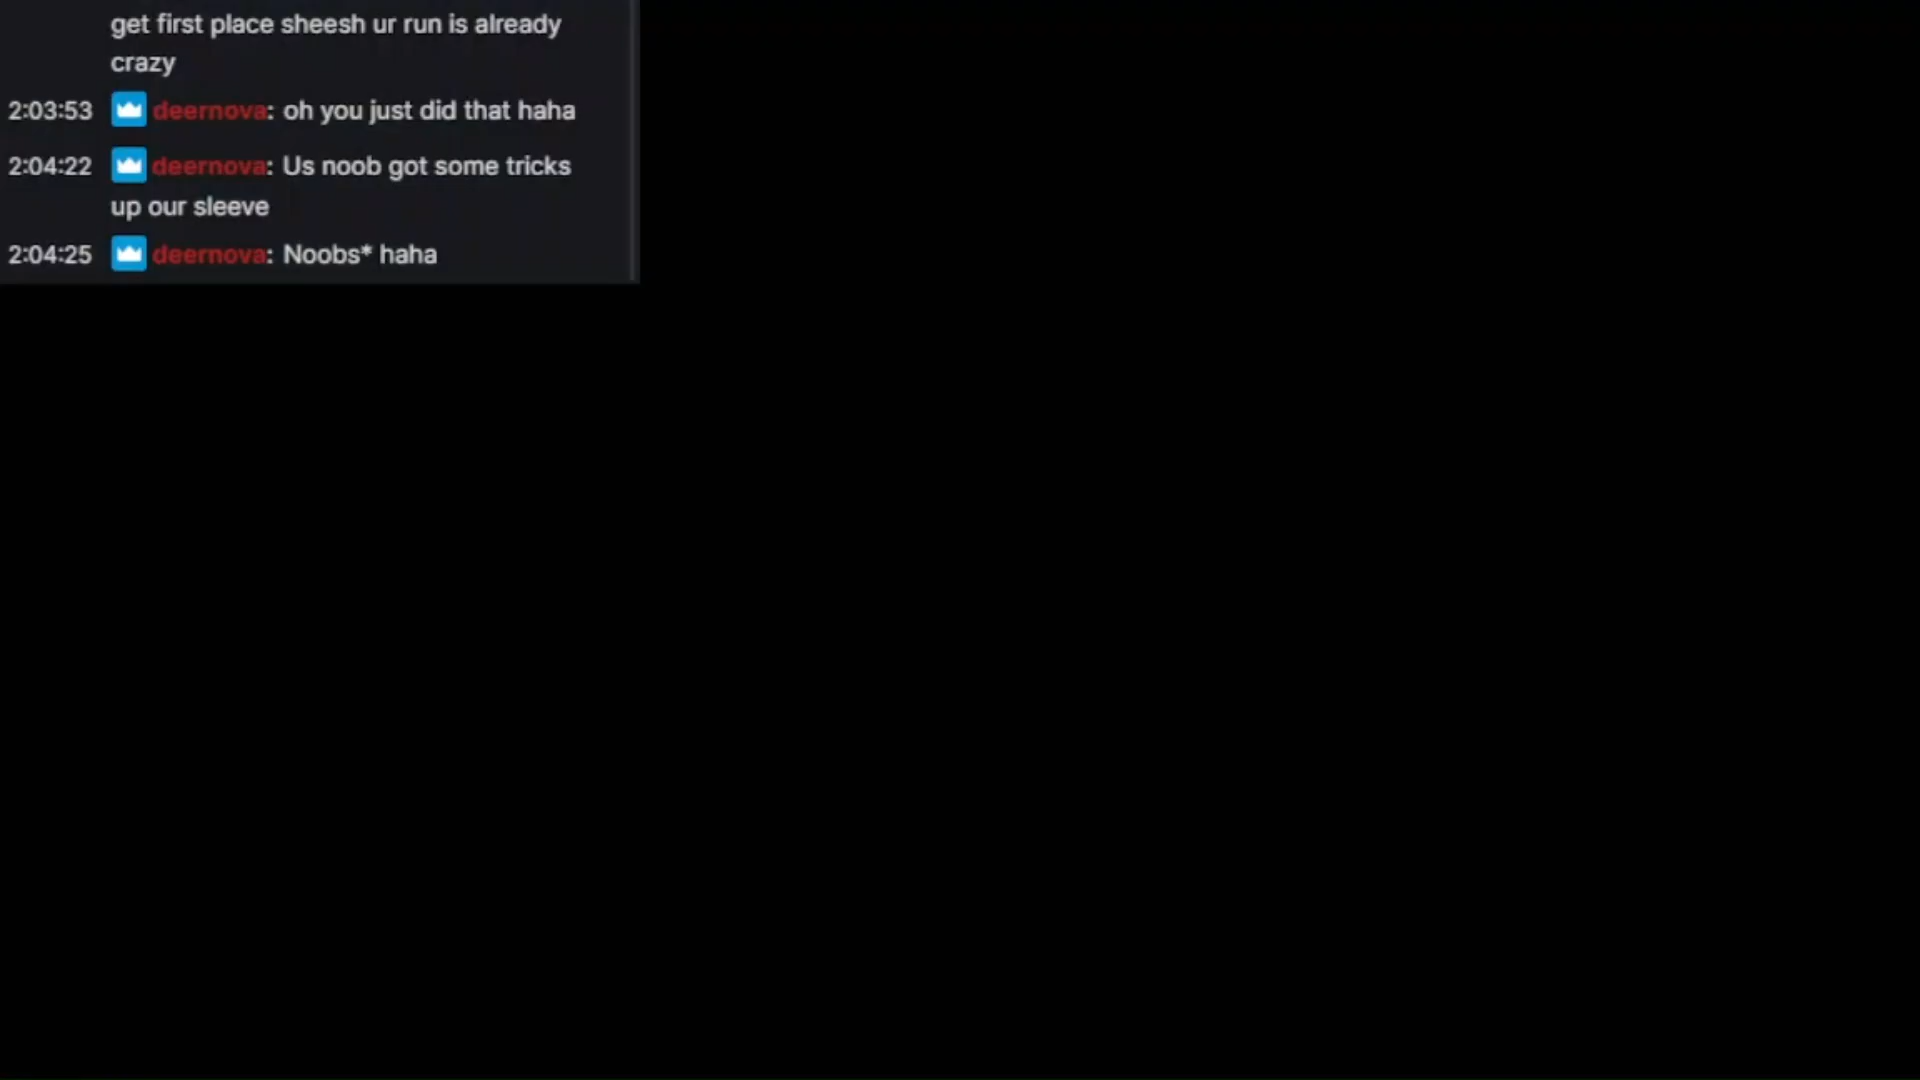 get first place sheesh ur run is already
crazy
2:03:53 deernova: oh you just did that haha
2:04:22 deernova: Us noob got some tricks
up our sleeve
2:04:25 deernova: Noobs* haha